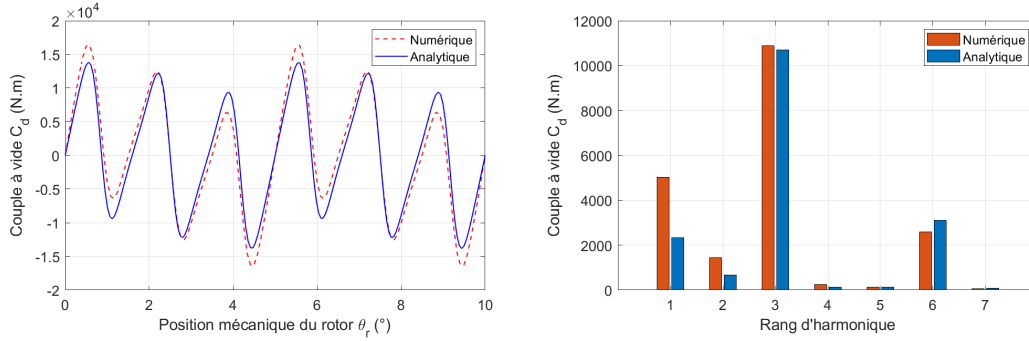 ×10⁴
2
1.5
1
0.5
0
-0.5
-1
-1.5
-2
0 2 4 6 8 10
Couple à vide C_d (N.m)
Position mécanique du rotor θ_r (°)
Numérique
Analytique
12000
10000
8000
6000
4000
2000
0
1 2 3 4 5 6 7
Couple à vide C_d (N.m)
Rang d'harmonique
Numérique
Analytique